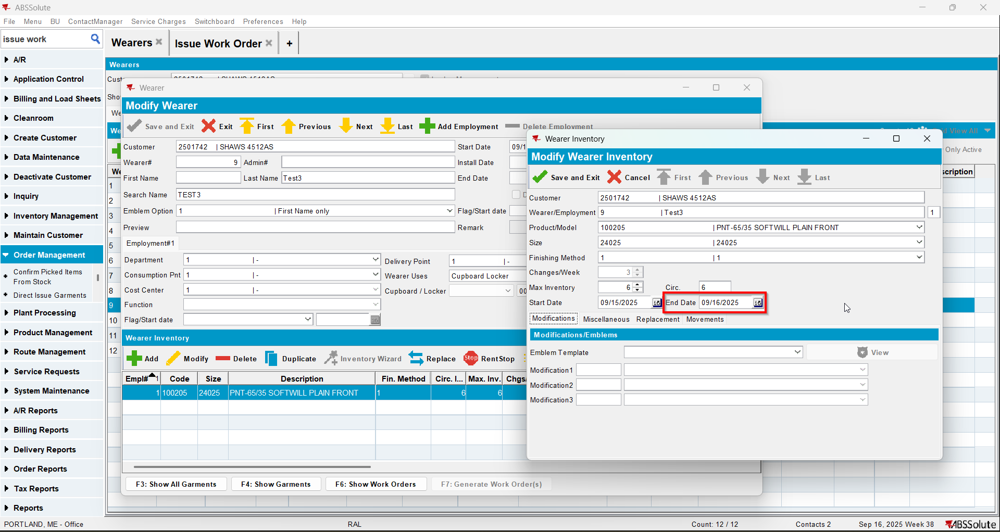 ABSSolute
File Menu BU ContactManager Service Charges Switchboard Preferences Help
issue work
Wearers
Issue Work Order
+
A/R
Application Control
Billing and Load Sheets
Cleanroom
Create Customer
Data Maintenance
Deactivate Customer
Inquiry
Inventory Management
Maintain Customer
Order Management
Confirm Picked Items
From Stock
Direct Issue Garments
Plant Processing
Product Management
Route Management
Service Requests
System Maintenance
A/R Reports
Billing Reports
Delivery Reports
Order Reports
Tax Reports
Reports
Wearers
View All
Only Active
1
2
3
4
5
6
7
8
9
10
11
12
Wearer
Modify Wearer
Save and Exit Exit First Previous Next Last Add Employment Delete Employment
Customer 2501742 | SHAWS 4512AS Start Date 09/1
Wearer# 9 Admin# Install Date
First Name Last Name Test3 End Date
Search Name TEST3
Emblem Option 1 | First Name only Flag/Start date
Preview Remark
Employment#1
Department 1 | - Delivery Point 1 | -
Consumption Pnt 1 | - Wearer Uses Cupboard Locker
Cost Center 1 | - Cupboard / Locker 00
Function
Flag/Start date 16
Wearer Inventory
Add Modify Delete Duplicate Inventory Wizard Replace Stop RentStop
Empl# 1 Code Size Description Fin. Method Circ. I... Max. Inv. Chgs/
1 100205 24025 PNT-65/35 SOFTWILL PLAIN FRONT 1 6 6
F3: Show All Garments F4: Show Garments F6: Show Work Orders F7: Generate Work Order(s)
Wearer Inventory
Modify Wearer Inventory
Save and Exit Cancel First Previous Next Last
Customer 2501742 | SHAWS 4512AS
Wearer/Employment 9 | Test3 1
Product/Model 100205 | PNT-65/35 SOFTWILL PLAIN FRONT
Size 24025 | 24025
Finishing Method 1 | 1
Changes/Week 3
Max Inventory 6 Circ. 6
Start Date 09/15/2025 16 End Date 09/16/2025 16
Modifications Miscellaneous Replacement Movements
Modifications/Emblems
Emblem Template View
Modification1
Modification2
Modification3
PORTLAND, ME - Office RAL Count: 12 / 12 Contacts 2 Sep 16, 2025 Week 38 ABSSolute